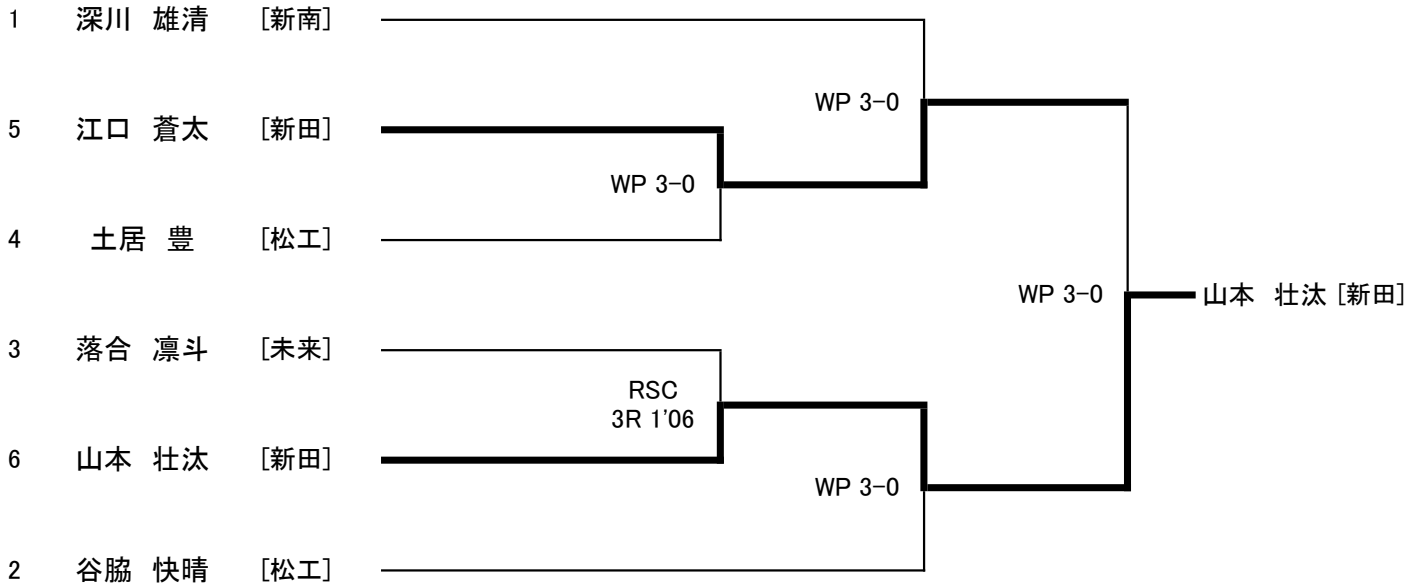 1 深川 雄清 [新南]
WP 3-0
5 江口 蒼太 [新田]
WP 3-0
4 土居 豊 [松工]
WP 3-0 山本 壮汰 [新田]
3 落合 凛斗 [未来]
RSC
3R 1'06
6 山本 壮汰 [新田]
WP 3-0
2 谷脇 快晴 [松工]